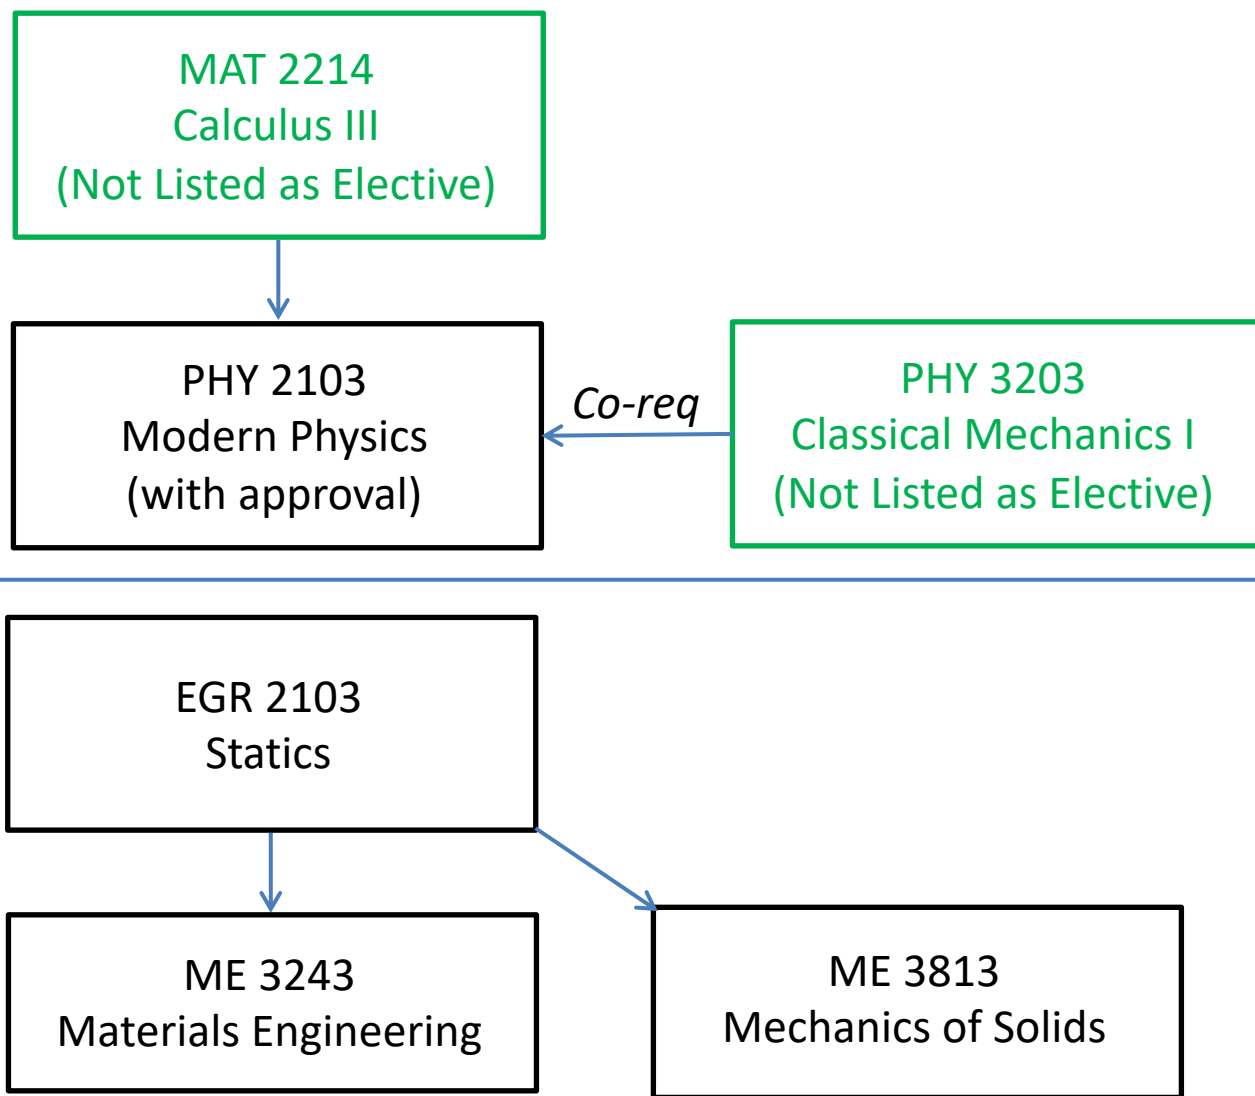 MAT 2214
Calculus III
(Not Listed as Elective)
PHY 2103
Modern Physics
(with approval)
Co-req
PHY 3203
Classical Mechanics I
(Not Listed as Elective)
EGR 2103
Statics
ME 3243
Materials Engineering
ME 3813
Mechanics of Solids